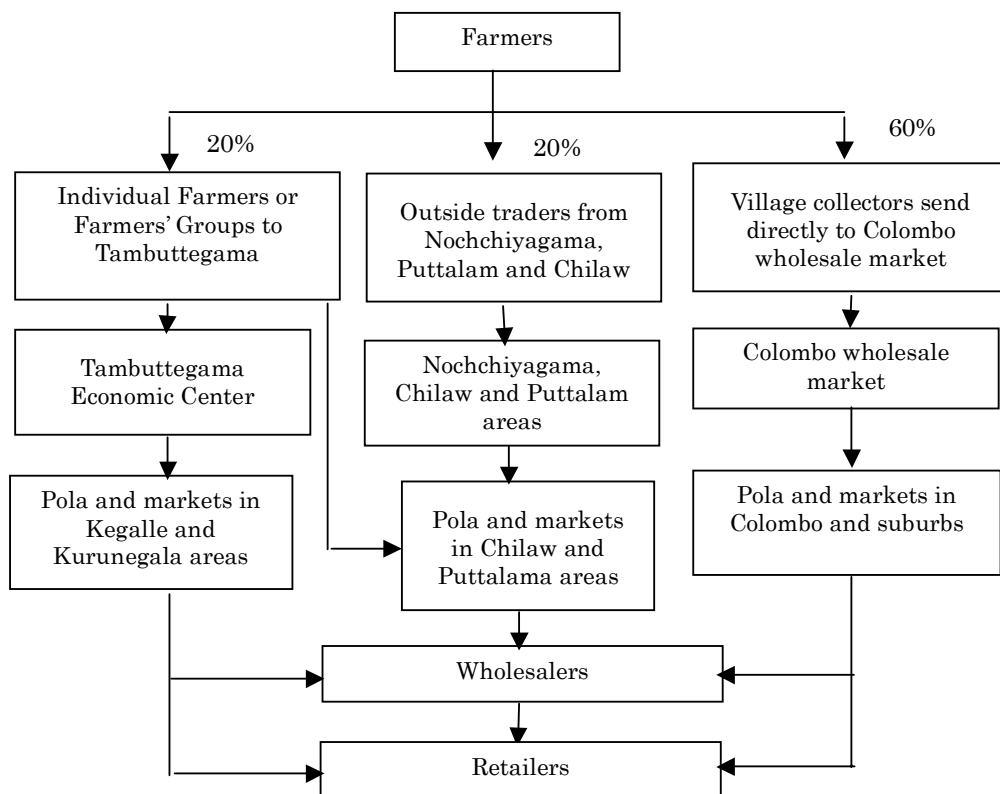 Farmers
20%
20%
60%
Individual Farmers or
Farmers’ Groups to
Tambuttegama
Outside traders from
Nochchiyagama,
Puttalam and Chilaw
Village collectors send
directly to Colombo
wholesale market
Tambuttegama
Economic Center
Nochchiyagama,
Chilaw and Puttalam
areas
Colombo wholesale
market
Pola and markets in
Kegalle and
Kurunegala areas
Pola and markets
in Chilaw and
Puttalama areas
Pola and markets in
Colombo and suburbs
Wholesalers
Retailers